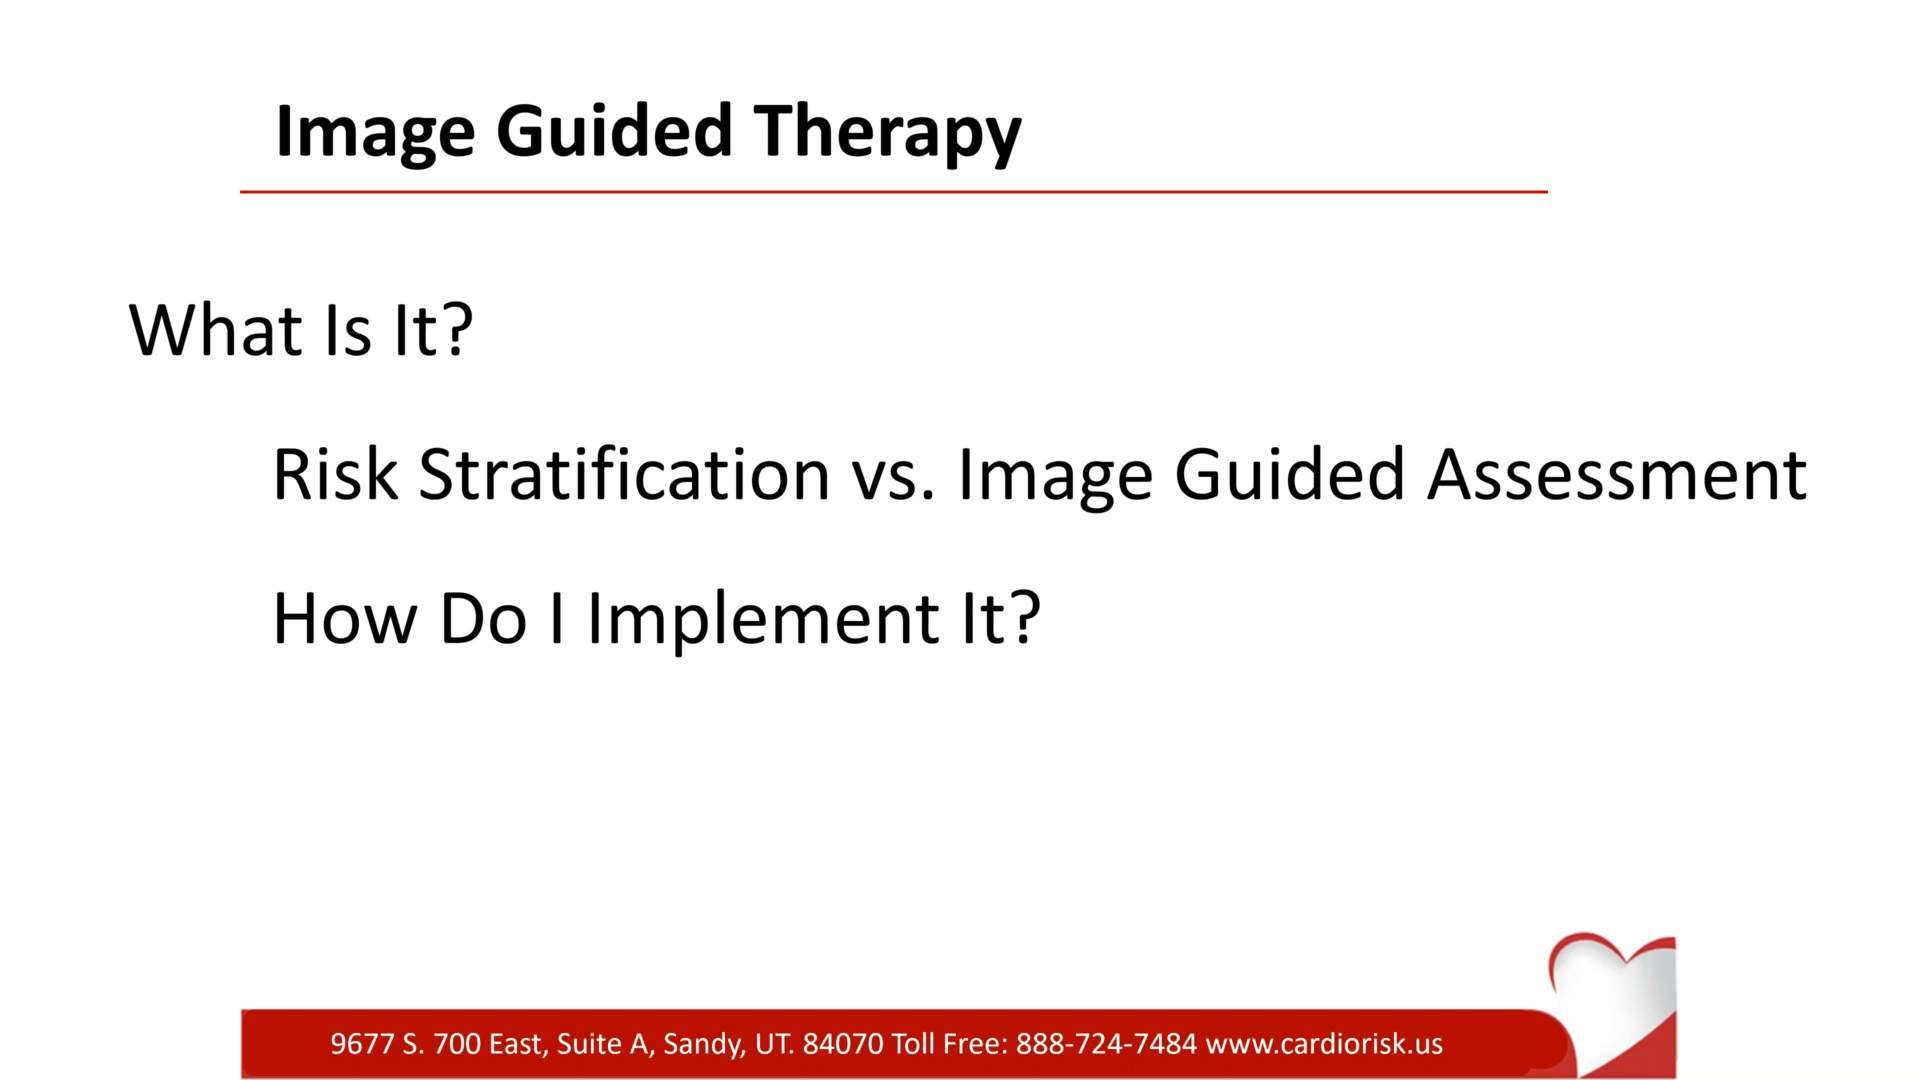 Image Guided Therapy
What Is It?
Risk Stratification vs. Image Guided Assessment
How Do I Implement It?
9677 S. 700 East, Suite A, Sandy, UT. 84070 Toll Free: 888-724-7484 www.cardiorisk.us